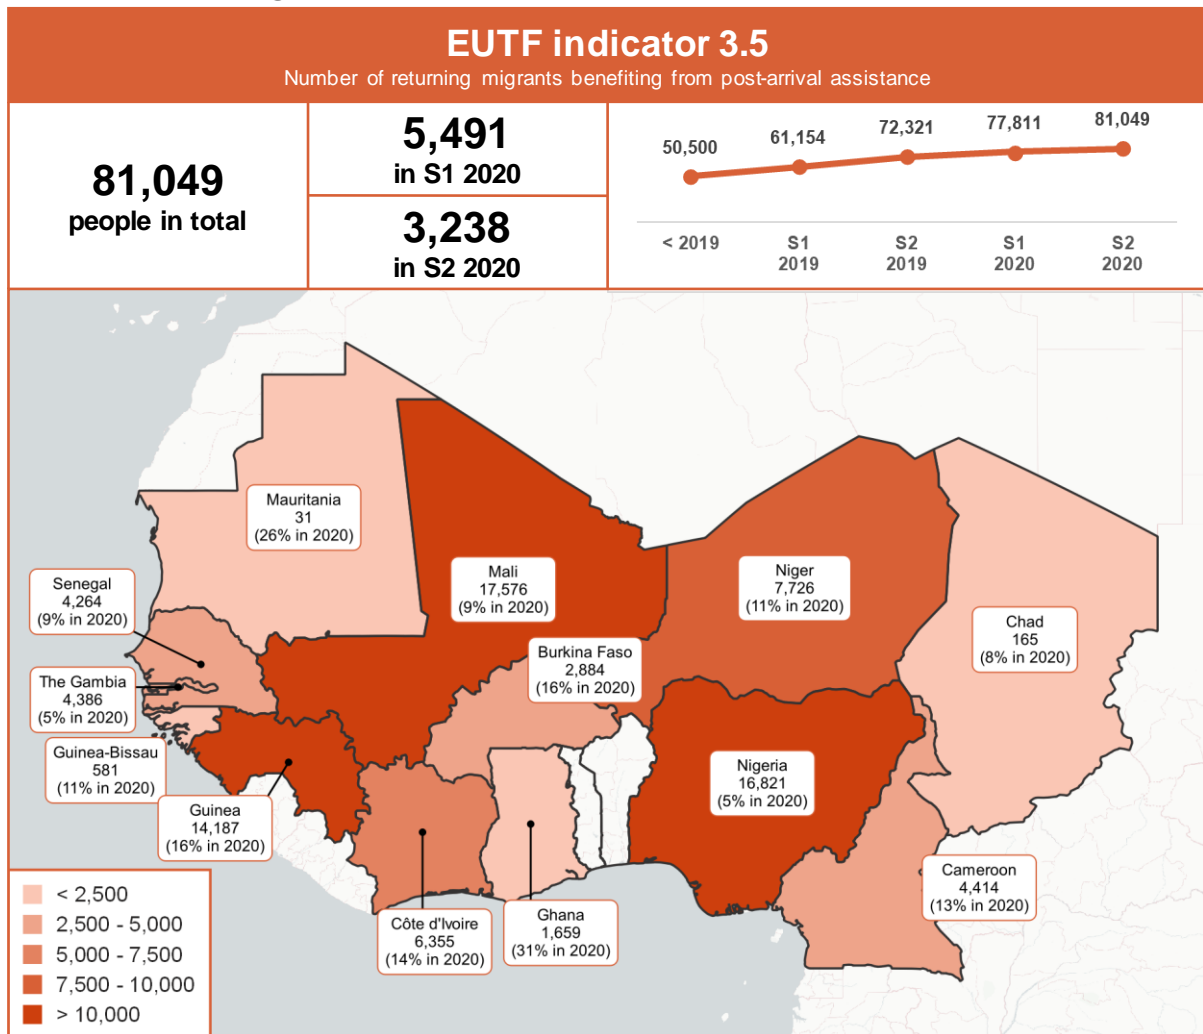 EUTF indicator 3.5
Number of returning migrants benefiting from post-arrival assistance
81,049
people in total
5,491
in S1 2020
3,238
in S2 2020
50,500
61,154
72,321
77,811
81,049
< 2019
S1
2019
S2
2019
S1
2020
S2
2020
Mauritania
31
(26% in 2020)
Mali
17,576
(9% in 2020)
Niger
7,726
(11% in 2020)
Chad
165
(8% in 2020)
Senegal
4,264
(9% in 2020)
Burkina Faso
2,884
(16% in 2020)
The Gambia
4,386
(5% in 2020)
Guinea-Bissau
581
(11% in 2020)
Nigeria
16,821
(5% in 2020)
Guinea
14,187
(16% in 2020)
Cameroon
4,414
(13% in 2020)
Côte d'Ivoire
6,355
(14% in 2020)
Ghana
1,659
(31% in 2020)
< 2,500
2,500 - 5,000
5,000 - 7,500
7,500 - 10,000
> 10,000